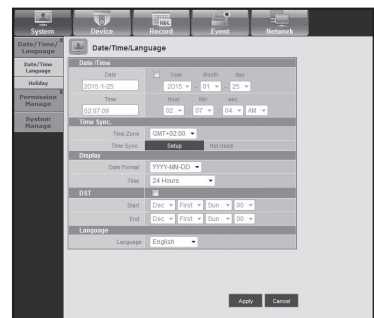 System Device Record Event Network
REC
Date/Time/Language
Date/Time Language
Holiday
Permission Manage
System Manage
Date/Time/Language
Date /Time
Date Year Month day
2015-1-25 2015 - 01 - 25
Time Hour Min sec
02:07:09 02 07 04 AM
Time Sync.
Time Zone GMT+02:00
Time Sync. Setup Not Used
Display
Date Format YYYY-MM-DD
Time 24 Hours
DST
Start Dec First Sun 00
End Dec First Sun 00
Language
Language English
Apply Cancel